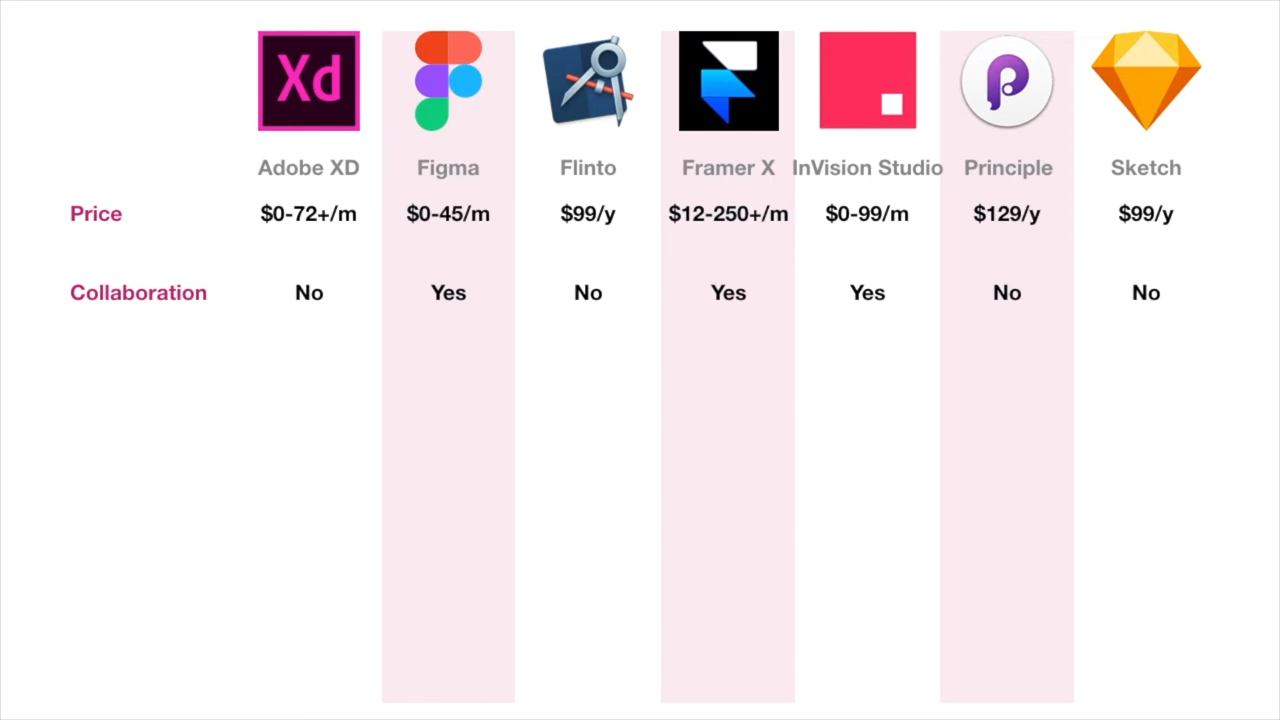 Xd
Adobe XD Figma Flinto Framer X InVision Studio Principle Sketch
Price $0-72+/m $0-45/m $99/y $12-250+/m $0-99/m $129/y $99/y
Collaboration No Yes No Yes Yes No No